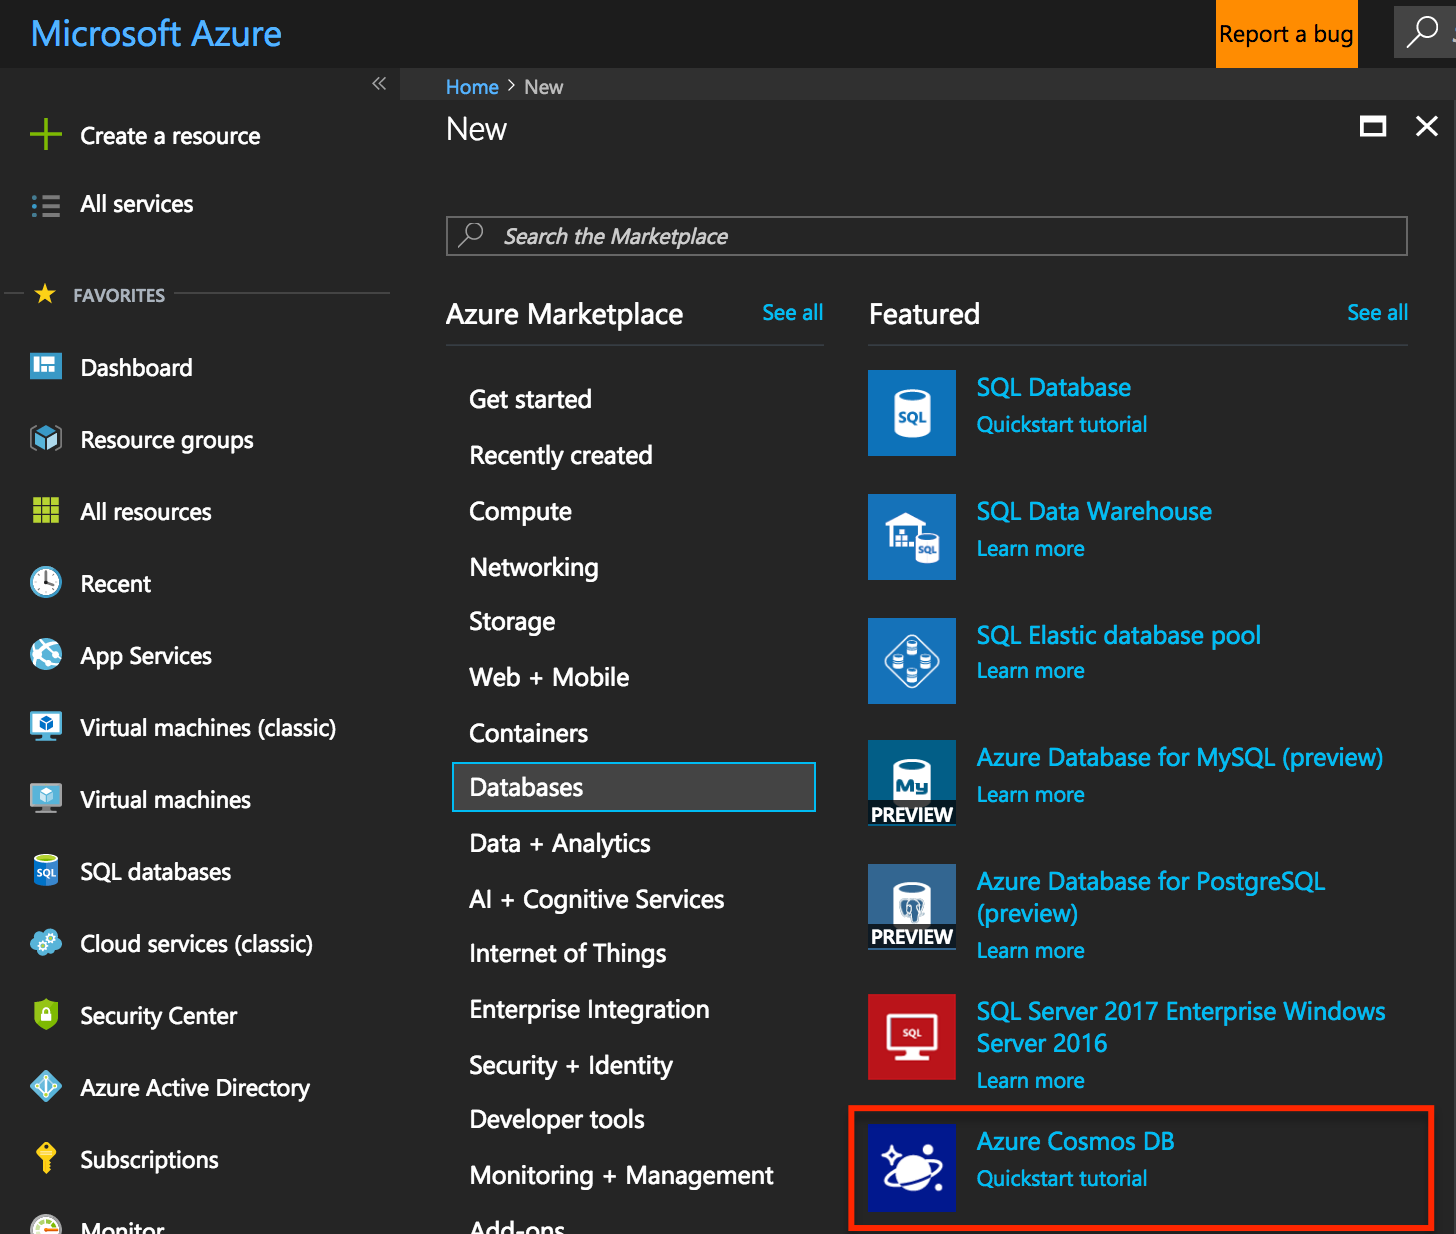 Microsoft Azure
Report a bug
Home > New
New
Create a resource
All services
FAVORITES
Dashboard
Resource groups
All resources
Recent
App Services
Virtual machines (classic)
Virtual machines
SQL databases
Cloud services (classic)
Security Center
Azure Active Directory
Subscriptions
Monitor
Search the Marketplace
Azure Marketplace
See all
Get started
Recently created
Compute
Networking
Storage
Web + Mobile
Containers
Databases
Data + Analytics
AI + Cognitive Services
Internet of Things
Enterprise Integration
Security + Identity
Developer tools
Monitoring + Management
Add-ons
Featured
See all
SQL
SQL Database
Quickstart tutorial
SQL
SQL Data Warehouse
Learn more
SQL Elastic database pool
Learn more
My
PREVIEW
Azure Database for MySQL (preview)
Learn more
PREVIEW
Azure Database for PostgreSQL
(preview)
Learn more
SQL
SQL Server 2017 Enterprise Windows
Server 2016
Learn more
Azure Cosmos DB
Quickstart tutorial